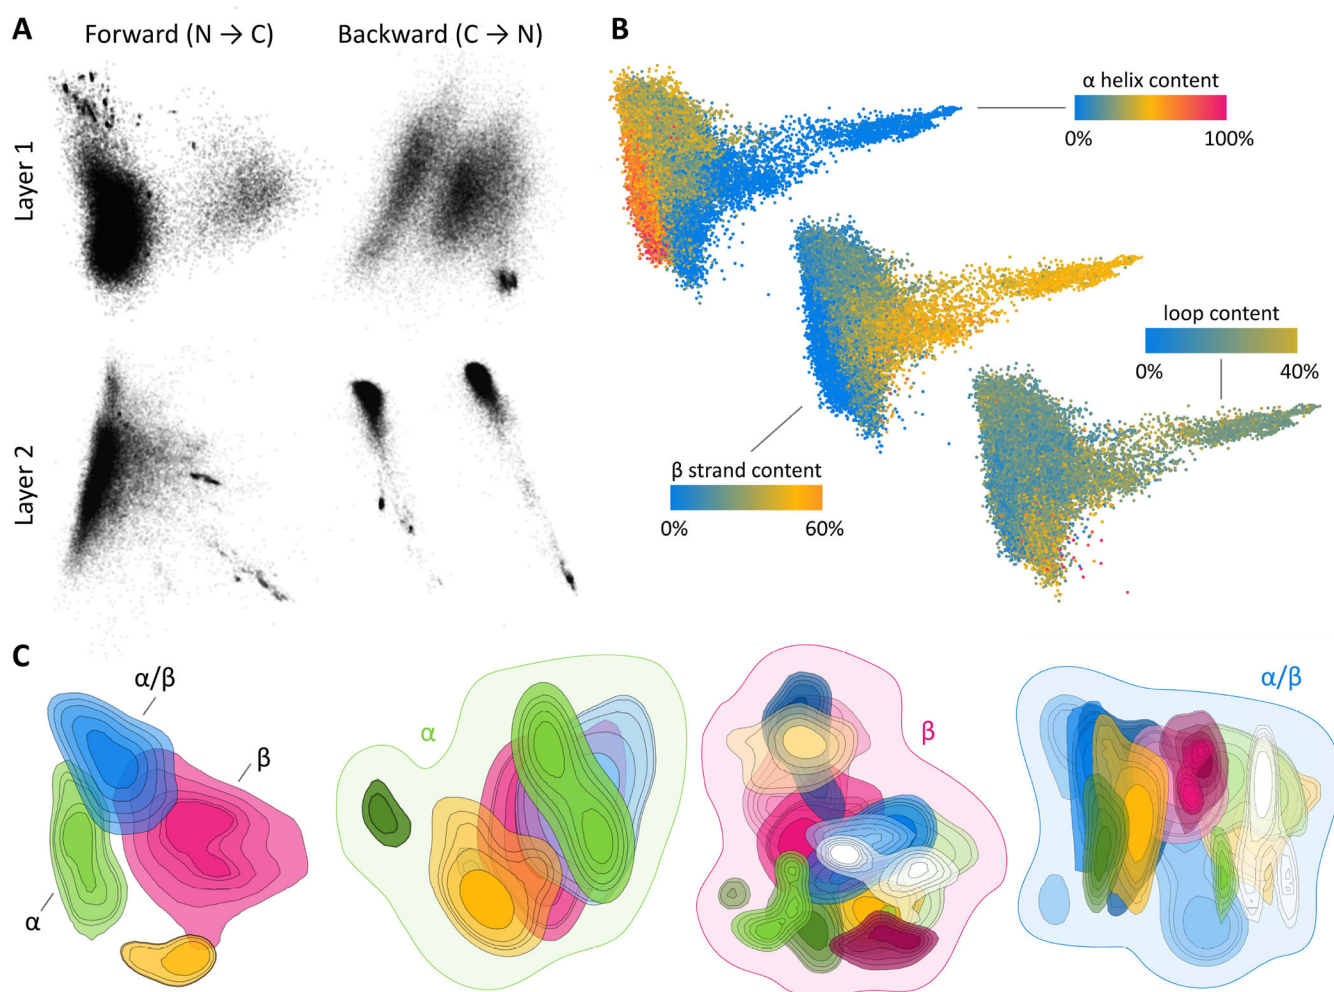 A
Forward (N → C)
Backward (C → N)
Layer 1
Layer 2
B
α helix content
0%
100%
β strand content
0%
60%
loop content
0%
40%
C
α/β
β
α
α
β
α/β